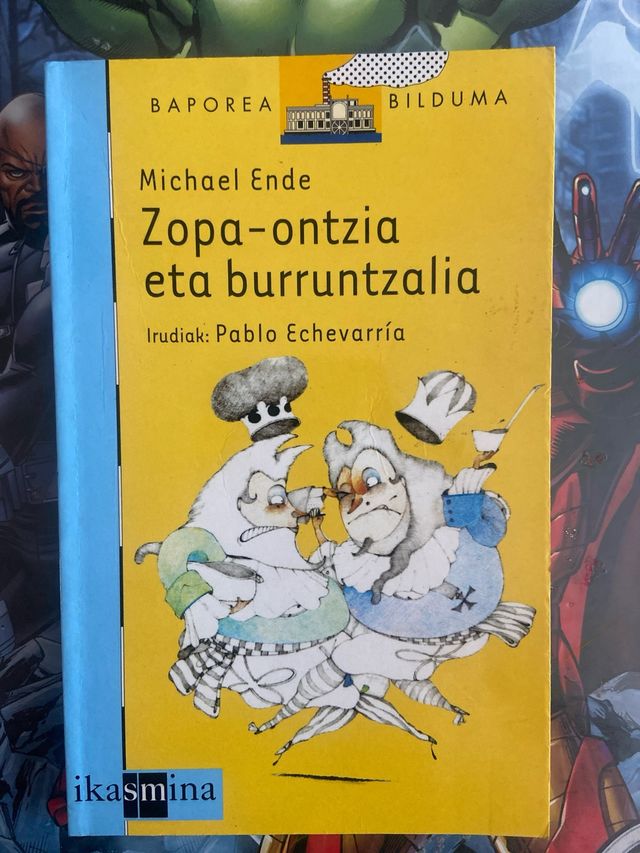 BAPOREA BILDUMA
Michael Ende
Zopa-ontzia
eta burruntzalia
Irudiak: Pablo Echevarría
ikasmina